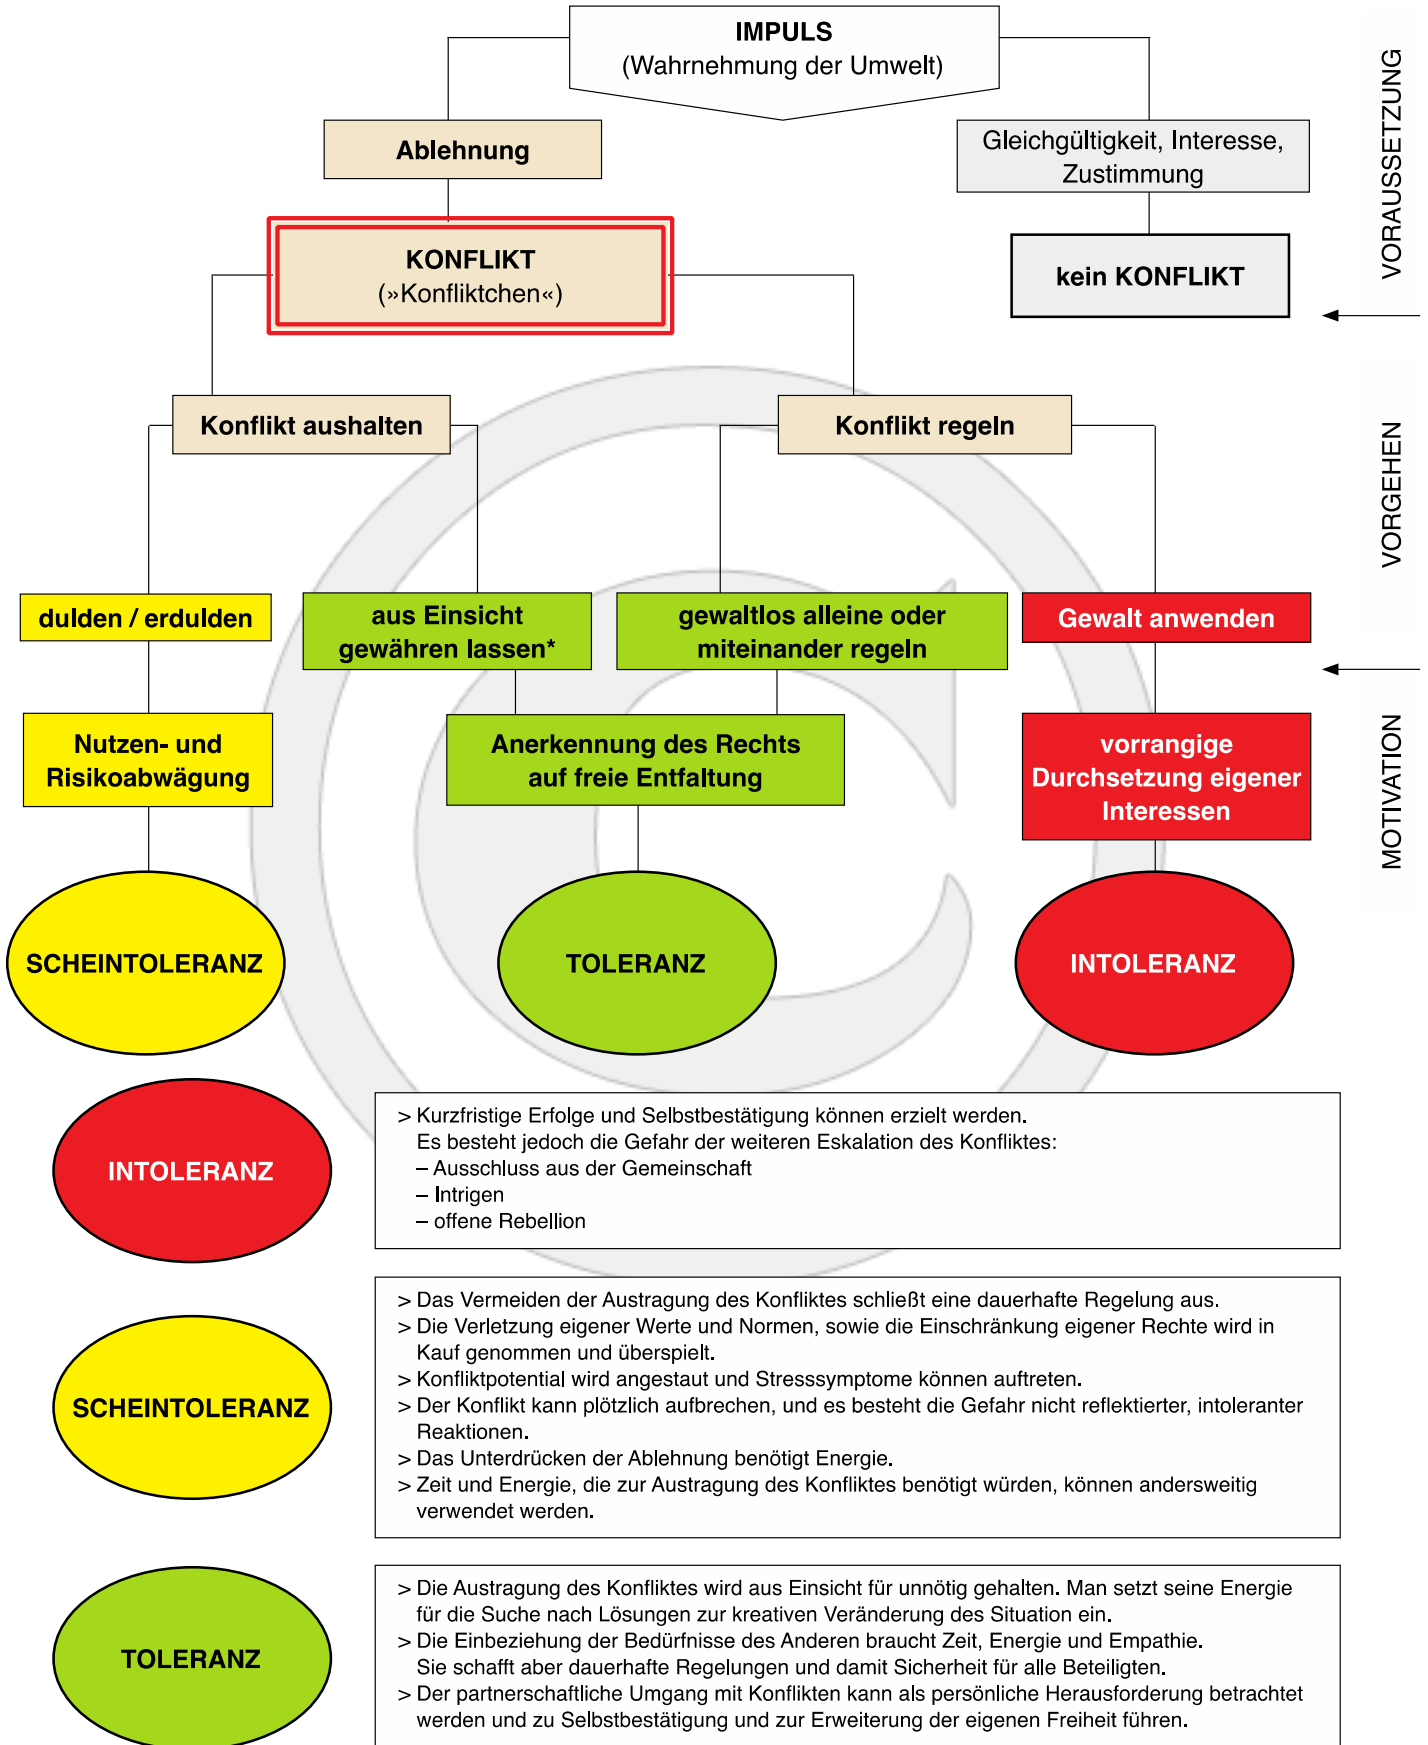 IMPULS
(Wahrnehmung der Umwelt)
Ablehnung
Gleichgültigkeit, Interesse,
Zustimmung
KONFLIKT
(»Konfliktchen«)
kein KONFLIKT
VORAUSSETZUNG
Konflikt aushalten
Konflikt regeln
VORGEHEN
dulden / erdulden
aus Einsicht
gewähren lassen*
gewaltlos alleine oder
miteinander regeln
Gewalt anwenden
Nutzen- und
Risikoabwägung
Anerkennung des Rechts
auf freie Entfaltung
vorrangige
Durchsetzung eigener
Interessen
MOTIVATION
SCHEINTOLERANZ
TOLERANZ
INTOLERANZ
INTOLERANZ
> Kurzfristige Erfolge und Selbstbestätigung können erzielt werden.
Es besteht jedoch die Gefahr der weiteren Eskalation des Konfliktes:
– Ausschluss aus der Gemeinschaft
– Intrigen
– offene Rebellion
SCHEINTOLERANZ
> Das Vermeiden der Austragung des Konfliktes schließt eine dauerhafte Regelung aus.
> Die Verletzung eigener Werte und Normen, sowie die Einschränkung eigener Rechte wird in
Kauf genommen und überspielt.
> Konfliktpotential wird angestaut und Stresssymptome können auftreten.
> Der Konflikt kann plötzlich aufbrechen, und es besteht die Gefahr nicht reflektierter, intoleranter
Reaktionen.
> Das Unterdrücken der Ablehnung benötigt Energie.
> Zeit und Energie, die zur Austragung des Konfliktes benötigt würden, können andersweitig
verwendet werden.
TOLERANZ
> Die Austragung des Konfliktes wird aus Einsicht für unnötig gehalten. Man setzt seine Energie
für die Suche nach Lösungen zur kreativen Veränderung des Situation ein.
> Die Einbeziehung der Bedürfnisse des Anderen braucht Zeit, Energie und Empathie.
Sie schafft aber dauerhafte Regelungen und damit Sicherheit für alle Beteiligten.
> Der partnerschaftliche Umgang mit Konflikten kann als persönliche Herausforderung betrachtet
werden und zu Selbstbestätigung und zur Erweiterung der eigenen Freiheit führen.